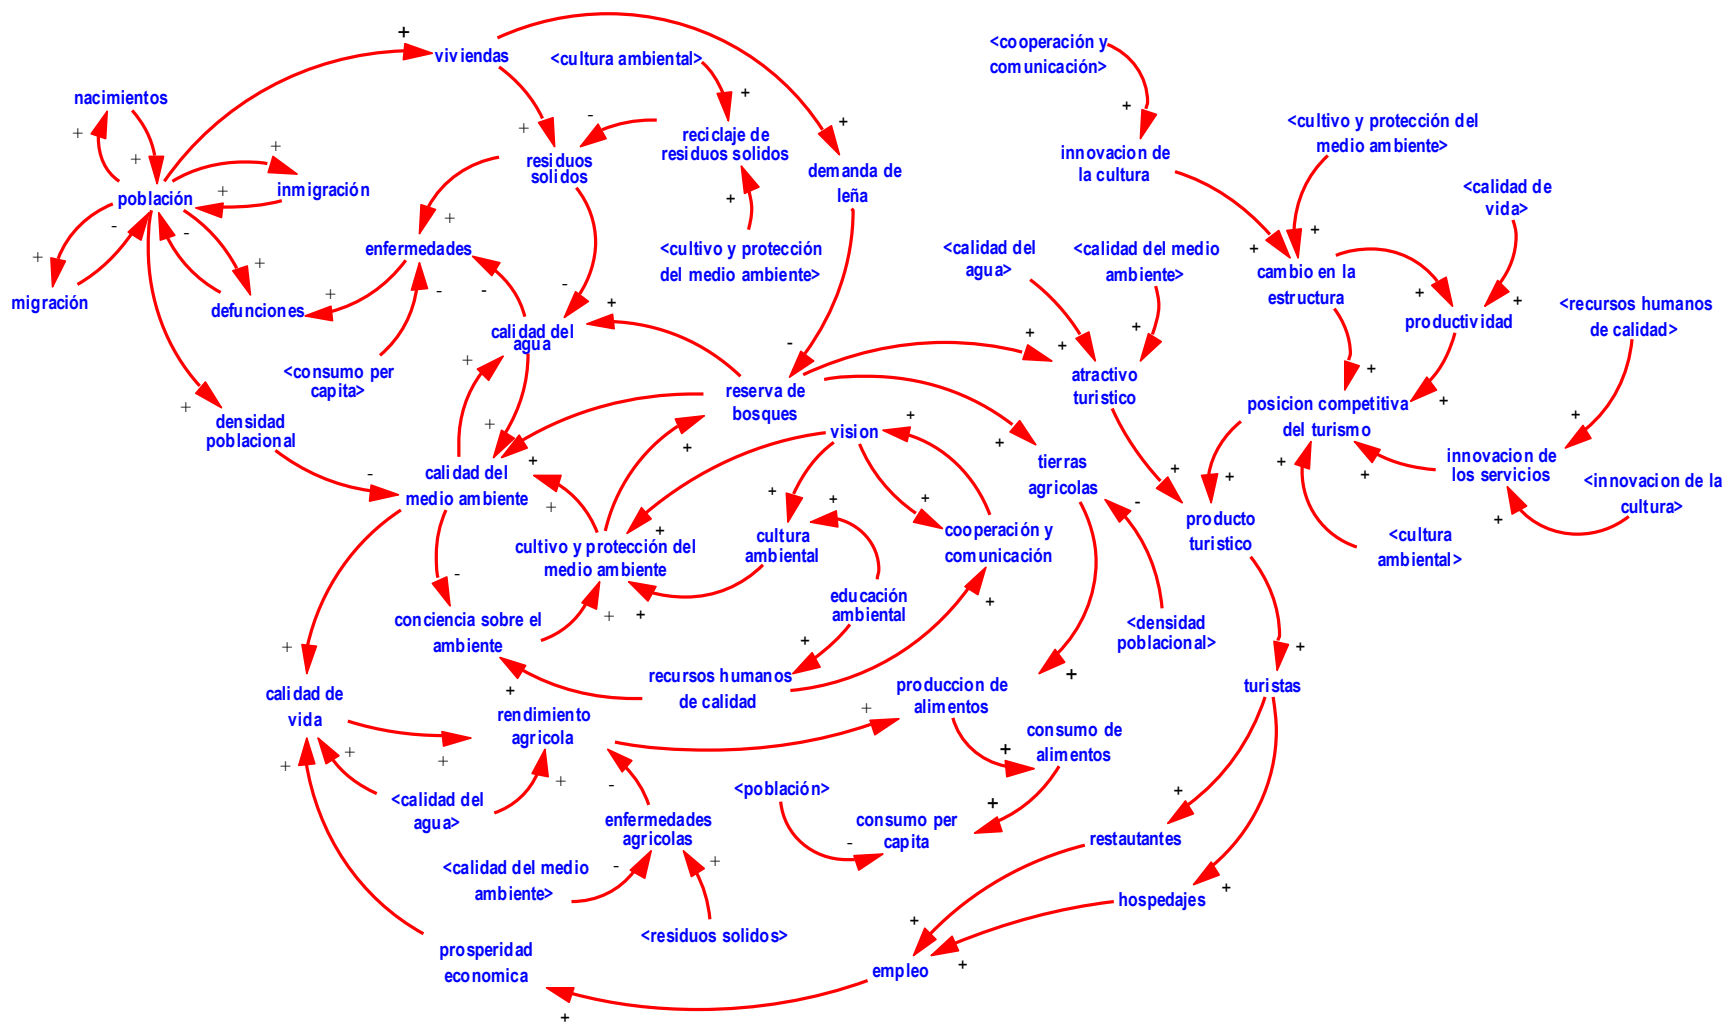 <cooperación y
comunicación>
viviendas
<cultura ambiental>
nacimientos
<cultivo y protección del
medio ambiente>
reciclaje de
residuos solidos
innovacion de
la cultura
residuos
solidos
demanda de
leña
población
inmigración
<calidad de
vida>
enfermedades
<cultivo y protección
del medio ambiente>
<calidad del
agua>
<calidad del medio
ambiente>
cambio en la
estructura
migración
defunciones
<recursos humanos
de calidad>
productividad
calidad del
agua
<consumo per
capita>
reserva de
bosques
atractivo
turistico
posicion competitiva
del turismo
densidad
poblacional
vision
tierras
agricolas
innovacion de
los servicios
calidad del
medio ambiente
<innovacion de la
cultura>
producto
turistico
cultivo y protección del
medio ambiente
cultura
ambiental
cooperación y
comunicación
<cultura
ambiental>
educación
ambiental
conciencia sobre el
ambiente
<densidad
poblacional>
recursos humanos
de calidad
produccion de
alimentos
turistas
calidad de
vida
rendimiento
agricola
consumo de
alimentos
<calidad del
agua>
<población>
enfermedades
agricolas
consumo per
capita
restautantes
<calidad del medio
ambiente>
hospedajes
<residuos solidos>
prosperidad
economica
empleo